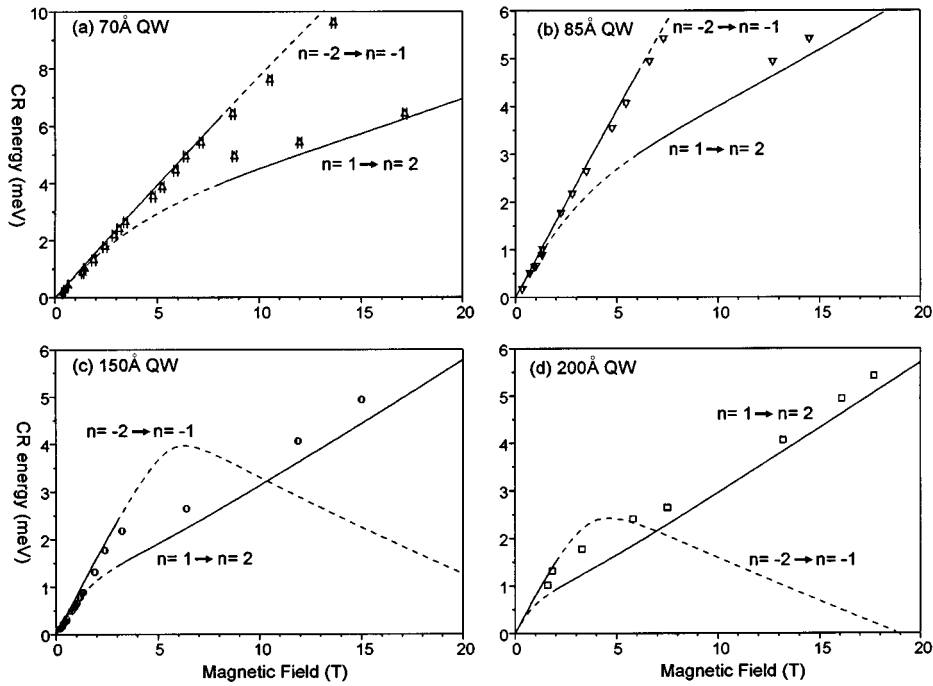 (a) 70Å QW
n= -2 → n= -1
n= 1 → n= 2
CR energy (meV)
10
8
6
4
2
0
0 5 10 15 20
(b) 85Å QW
n= -2 → n= -1
n= 1 → n= 2
6
5
4
3
2
1
0
0 5 10 15 20
(c) 150Å QW
n= -2 → n= -1
n= 1 → n= 2
CR energy (meV)
6
5
4
3
2
1
0
0 5 10 15 20
Magnetic Field (T)
(d) 200Å QW
n= 1 → n= 2
n= -2 → n= -1
6
5
4
3
2
1
0
0 5 10 15 20
Magnetic Field (T)